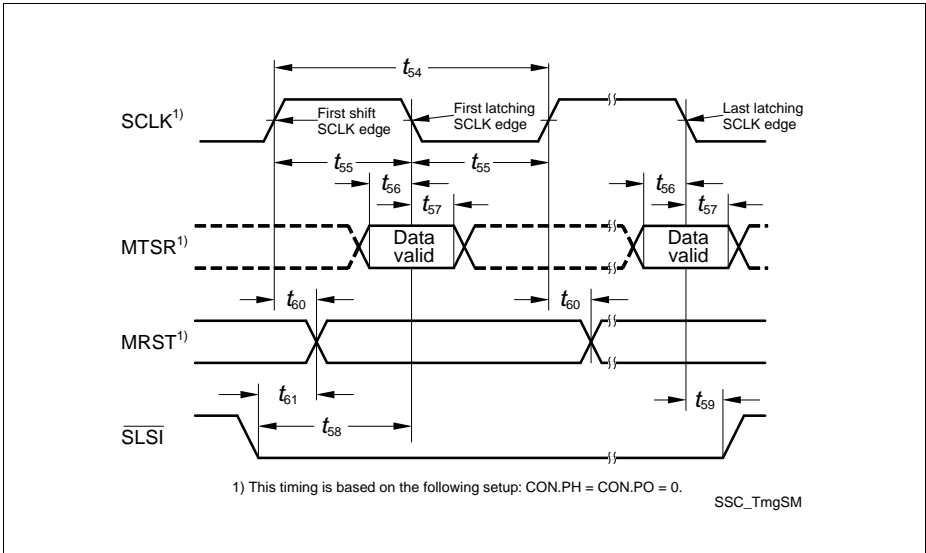 t54
SCLK1)
First shift
SCLK edge
First latching
SCLK edge
Last latching
SCLK edge
t55
t55
t56
t56
t57
t57
MTSR1)
Data
valid
Data
valid
t60
t60
MRST1)
t61
t59
t58
SLSI
1) This timing is based on the following setup: CON.PH = CON.PO = 0.
SSC_TmgSM